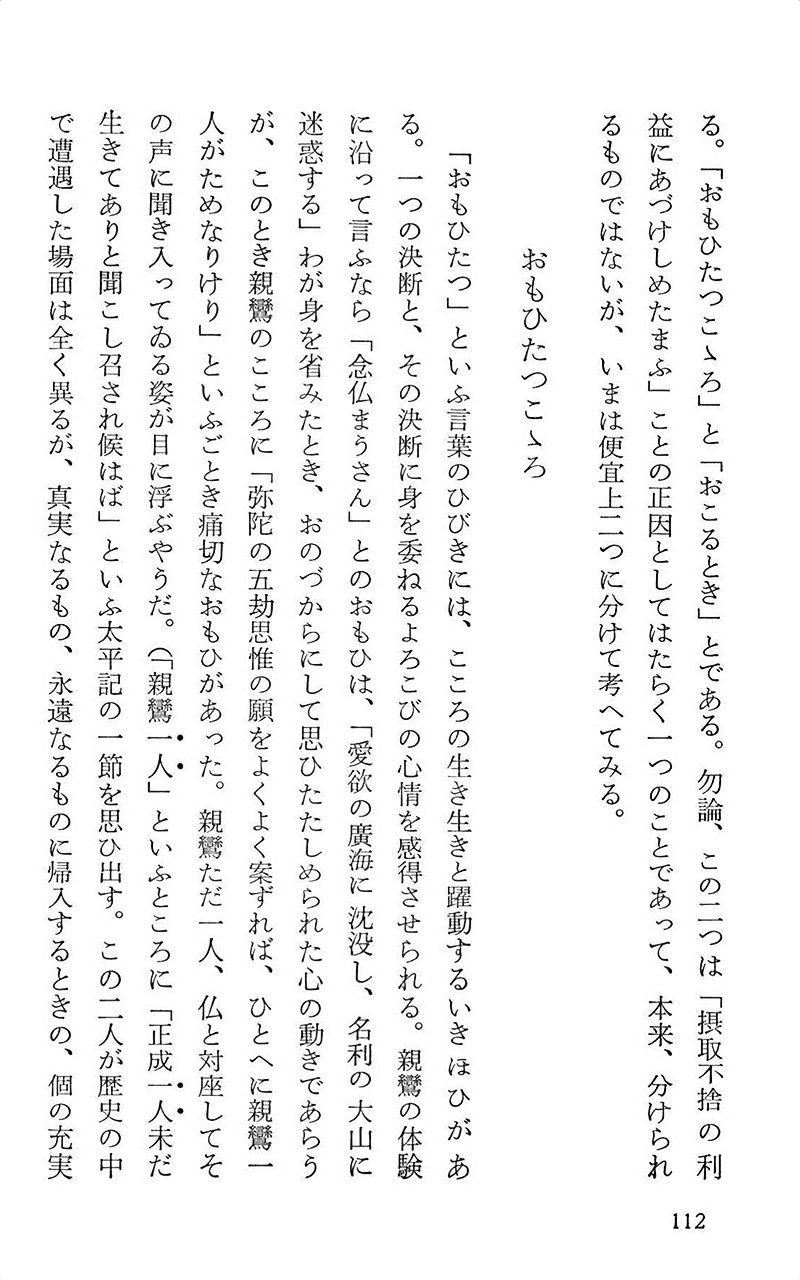 る。「おもひたつこゝろ」と「おこるとき」とである。勿論、この二つは「摂取不捨の利
益にあづけしめたまふ」ことの正因としてはたらく一つのことであって、本来、分けられ
るものではないが、いまは便宜上二つに分けて考へてみる。
おもひたつこゝろ
「おもひたつ」といふ言葉のひびきには、こころの生き生きと躍動するいきほひがあ
る。一つの決断と、その決断に身を委ねるよろこびの心情を感得させられる。親鸞の体験
に沿って言ふなら「念仏まうさん」とのおもひは、「愛欲の廣海に沈没し、名利の大山に
迷惑する」わが身を省みたとき、おのづからにして思ひたたしめられた心の動きであらう
が、このとき親鸞のこころに「弥陀の五劫思惟の願をよくよく案ずれば、ひとへに親鸞一
人がためなりけり」といふごとき痛切なおもひがあった。親鸞ただ一人、仏と対座してそ
の声に聞き入ってゐる姿が目に浮ぶやうだ。（「親鸞一人」といふところに「正成一人未だ
生きてありと聞こし召され候はば」といふ太平記の一節を思ひ出す。この二人が歴史の中
で遭遇した場面は全く異るが、真実なるもの、永遠なるものに帰入するときの、個の充実
112